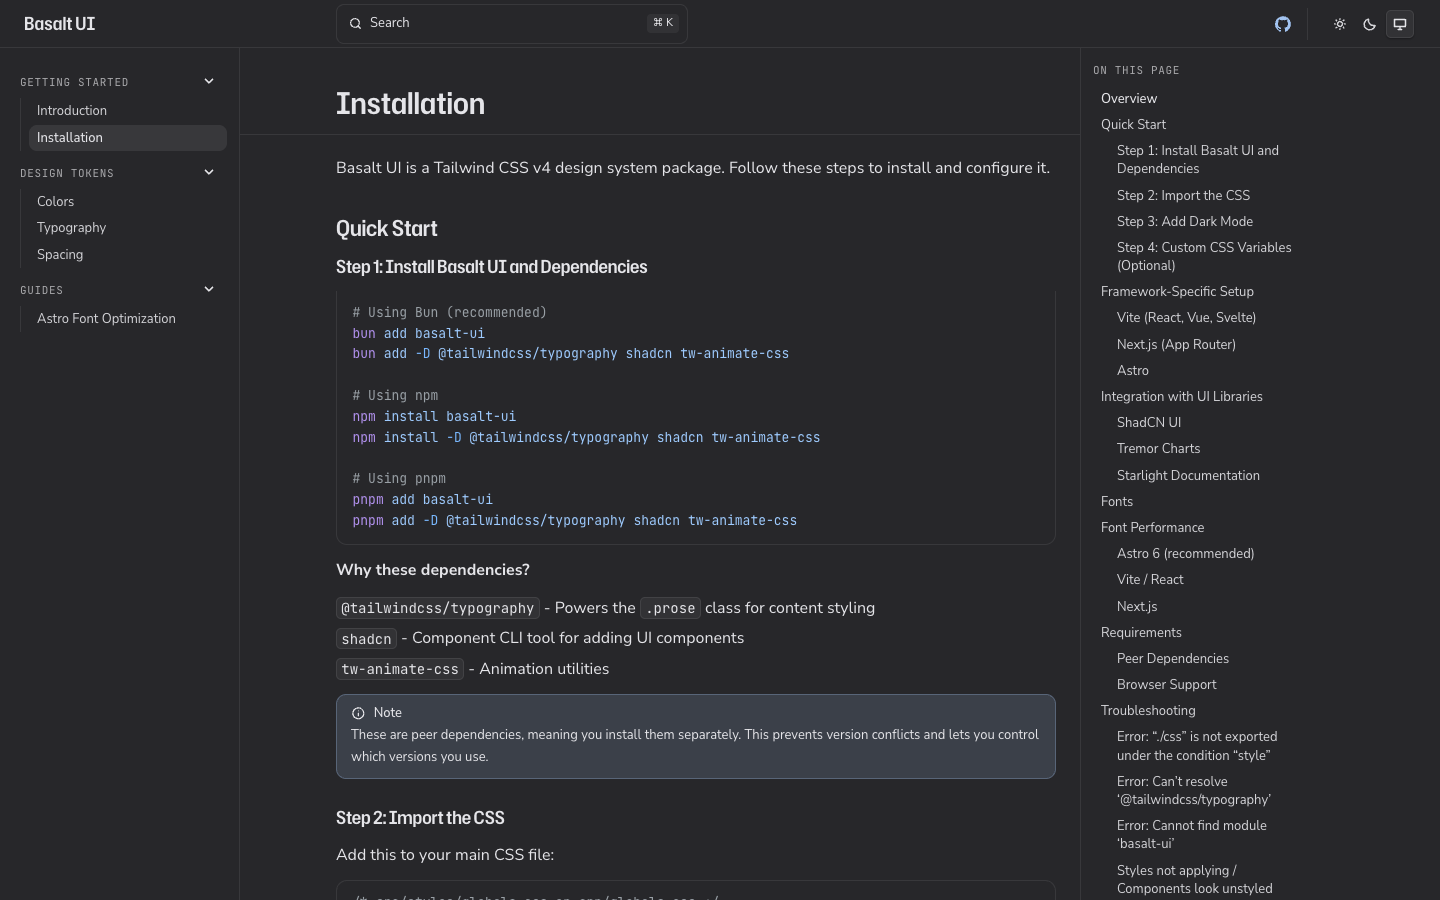 Basalt UI
Search
⌘ K
GETTING STARTED
Introduction
Installation
DESIGN TOKENS
Colors
Typography
Spacing
GUIDES
Astro Font Optimization
Installation
Basalt UI is a Tailwind CSS v4 design system package. Follow these steps to install and configure it.
Quick Start
Step 1: Install Basalt UI and Dependencies
# Using Bun (recommended)
bun add basalt-ui
bun add -D @tailwindcss/typography shadcn tw-animate-css
# Using npm
npm install basalt-ui
npm install -D @tailwindcss/typography shadcn tw-animate-css
# Using pnpm
pnpm add basalt-ui
pnpm add -D @tailwindcss/typography shadcn tw-animate-css
Why these dependencies?
@tailwindcss/typography - Powers the .prose class for content styling
shadcn - Component CLI tool for adding UI components
tw-animate-css - Animation utilities
Note
These are peer dependencies, meaning you install them separately. This prevents version conflicts and lets you control
which versions you use.
Step 2: Import the CSS
Add this to your main CSS file:
ON THIS PAGE
Overview
Quick Start
Step 1: Install Basalt UI and
Dependencies
Step 2: Import the CSS
Step 3: Add Dark Mode
Step 4: Custom CSS Variables
(Optional)
Framework-Specific Setup
Vite (React, Vue, Svelte)
Next.js (App Router)
Astro
Integration with UI Libraries
ShadCN UI
Tremor Charts
Starlight Documentation
Fonts
Font Performance
Astro 6 (recommended)
Vite / React
Next.js
Requirements
Peer Dependencies
Browser Support
Troubleshooting
Error: “./css” is not exported
under the condition “style”
Error: Can’t resolve
‘@tailwindcss/typography’
Error: Cannot find module
‘basalt-ui’
Styles not applying /
Components look unstyled